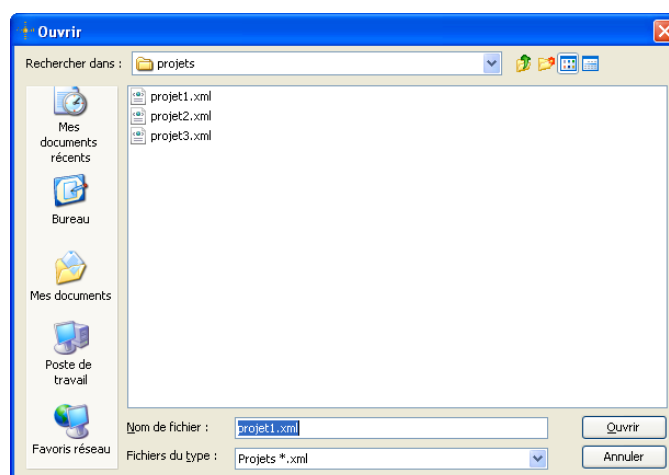 Ouvrir
Rechercher dans :
projets
projet1.xml
projet2.xml
projet3.xml
Mes
documents
récents
Bureau
Mes documents
Poste de
travail
Favoris réseau
Nom de fichier :
projet1.xml
Ouvrir
Fichiers du type :
Projets *.xml
Annuler